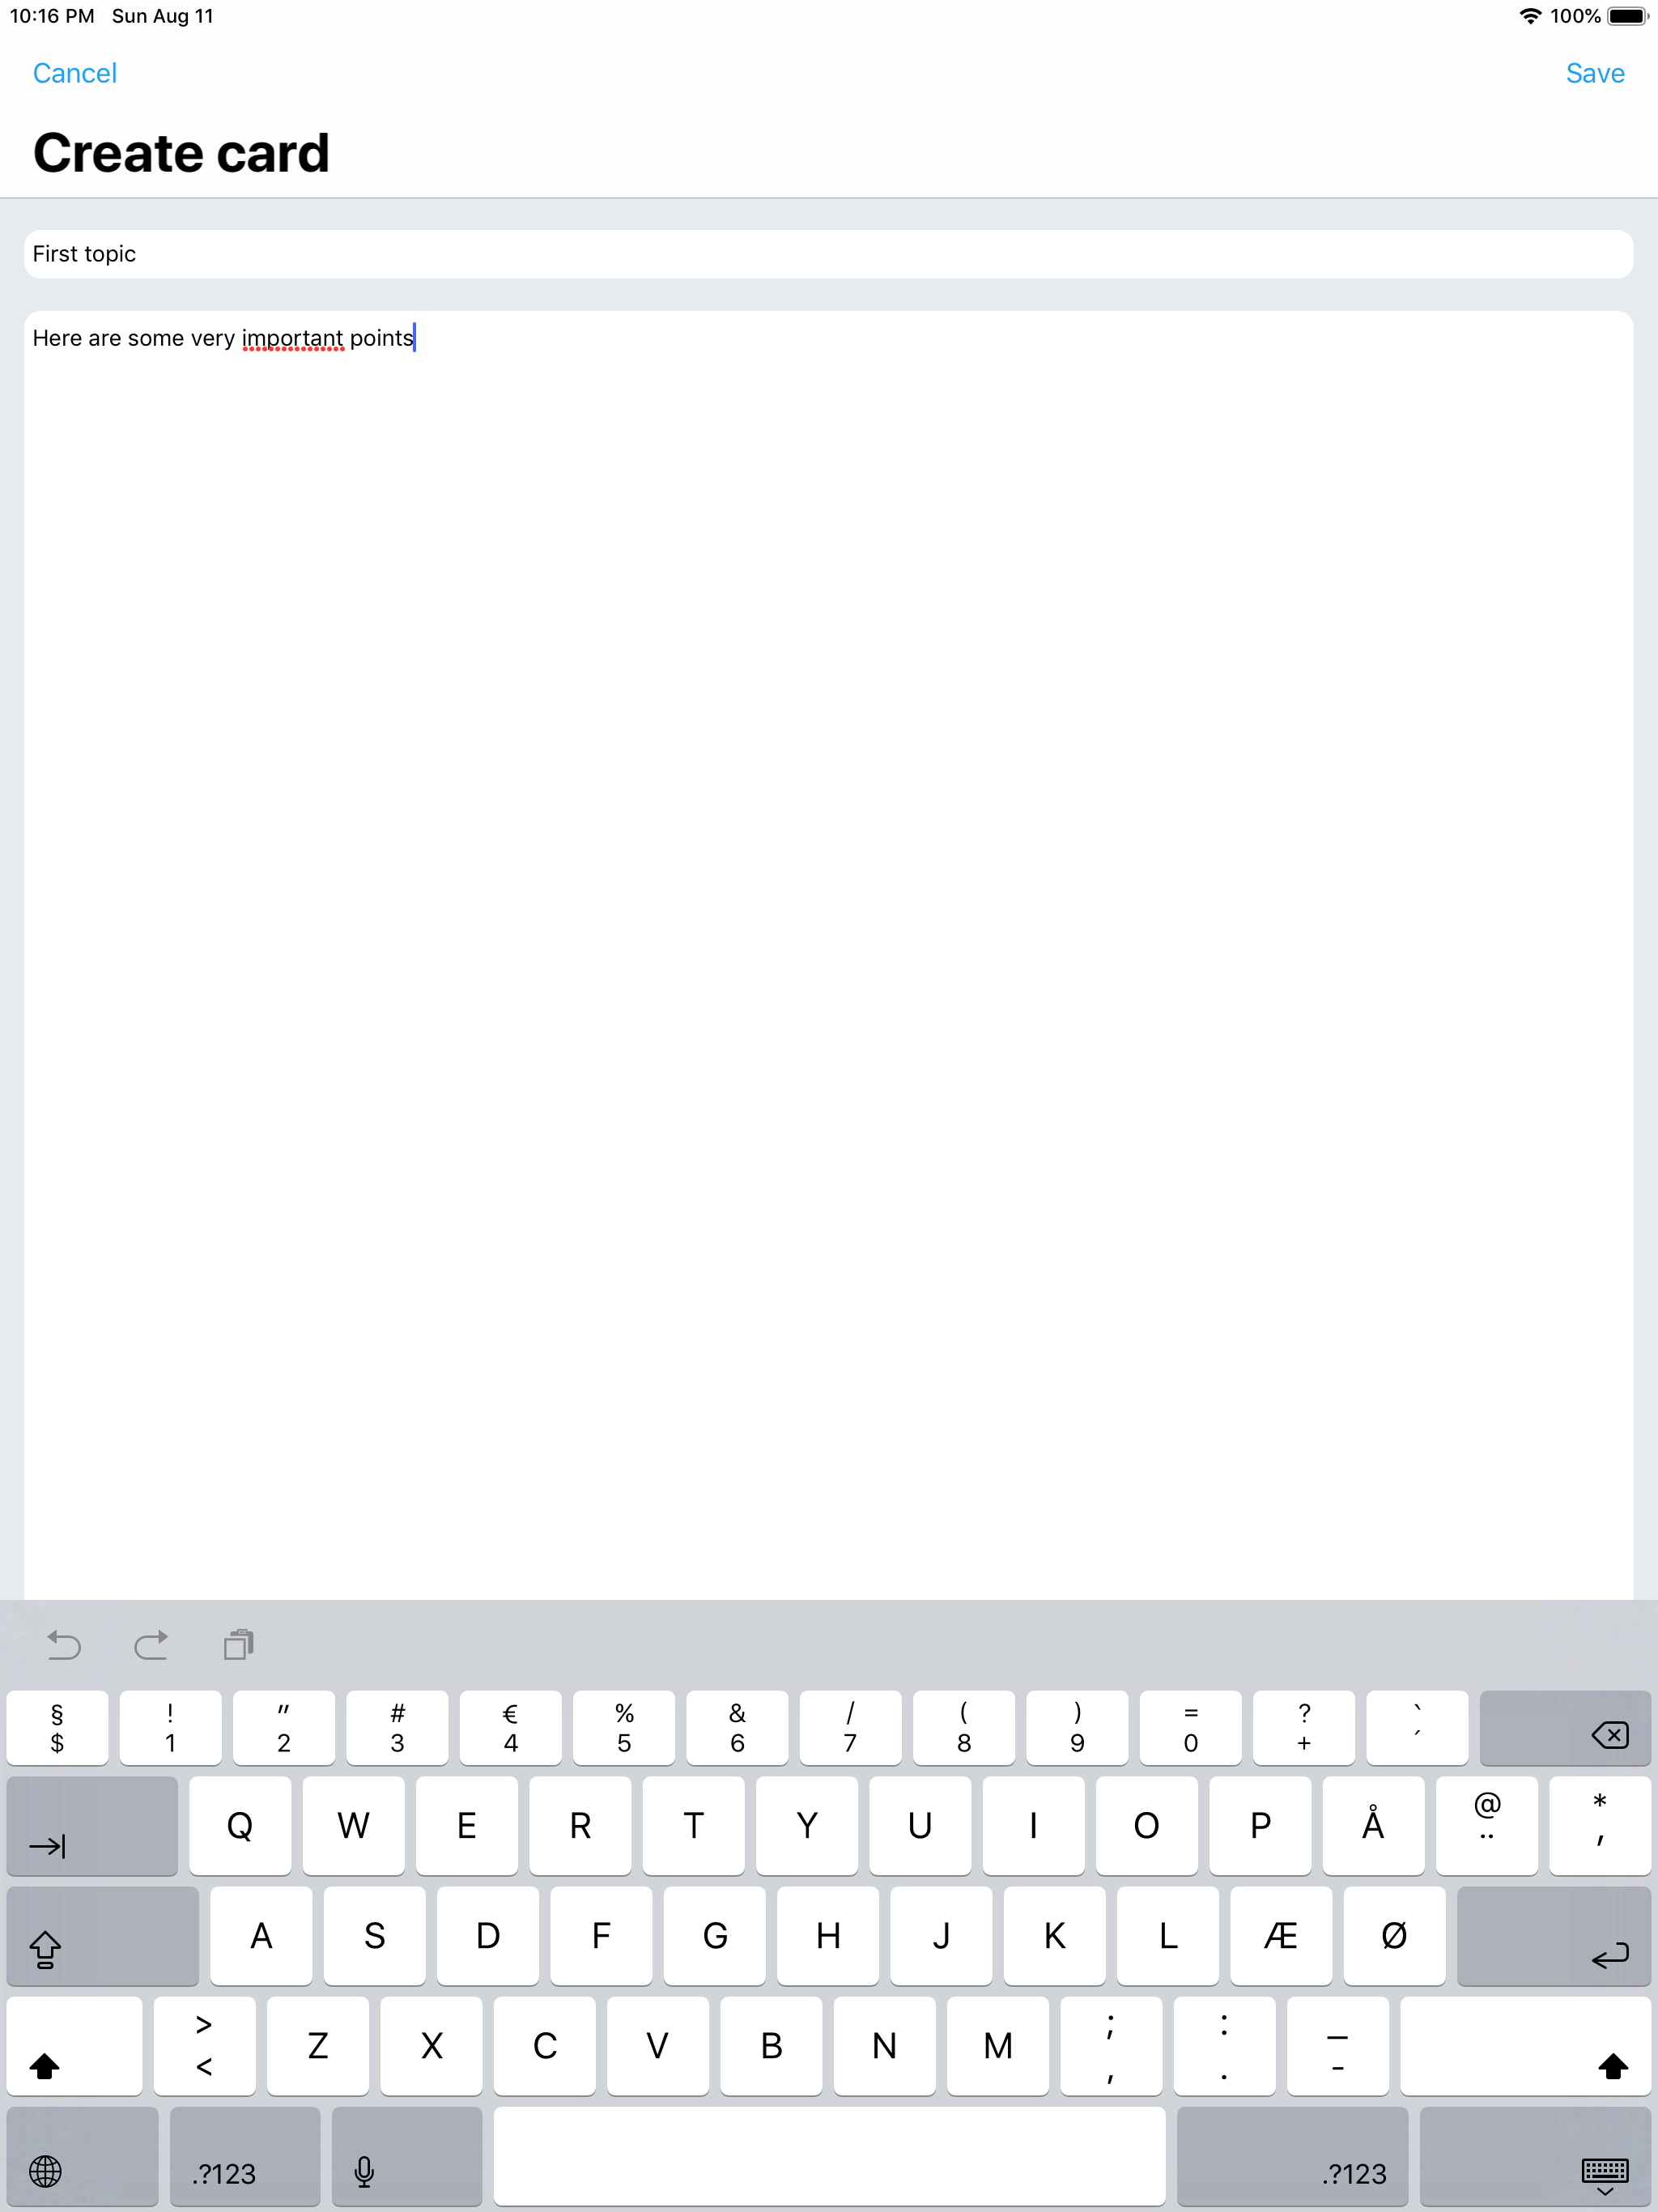 10:16 PM Sun Aug 11 100%
Cancel Save
Create card
First topic
Here are some very important points
§ ! " # € % & / ( ) = ? `
$ 1 2 3 4 5 6 7 8 9 0 + ´
Q W E R T Y U I O P Å @ *
¨ '
A S D F G H J K L Æ Ø
> Z X C V B N M ; : _
< , . -
.?123 .?123